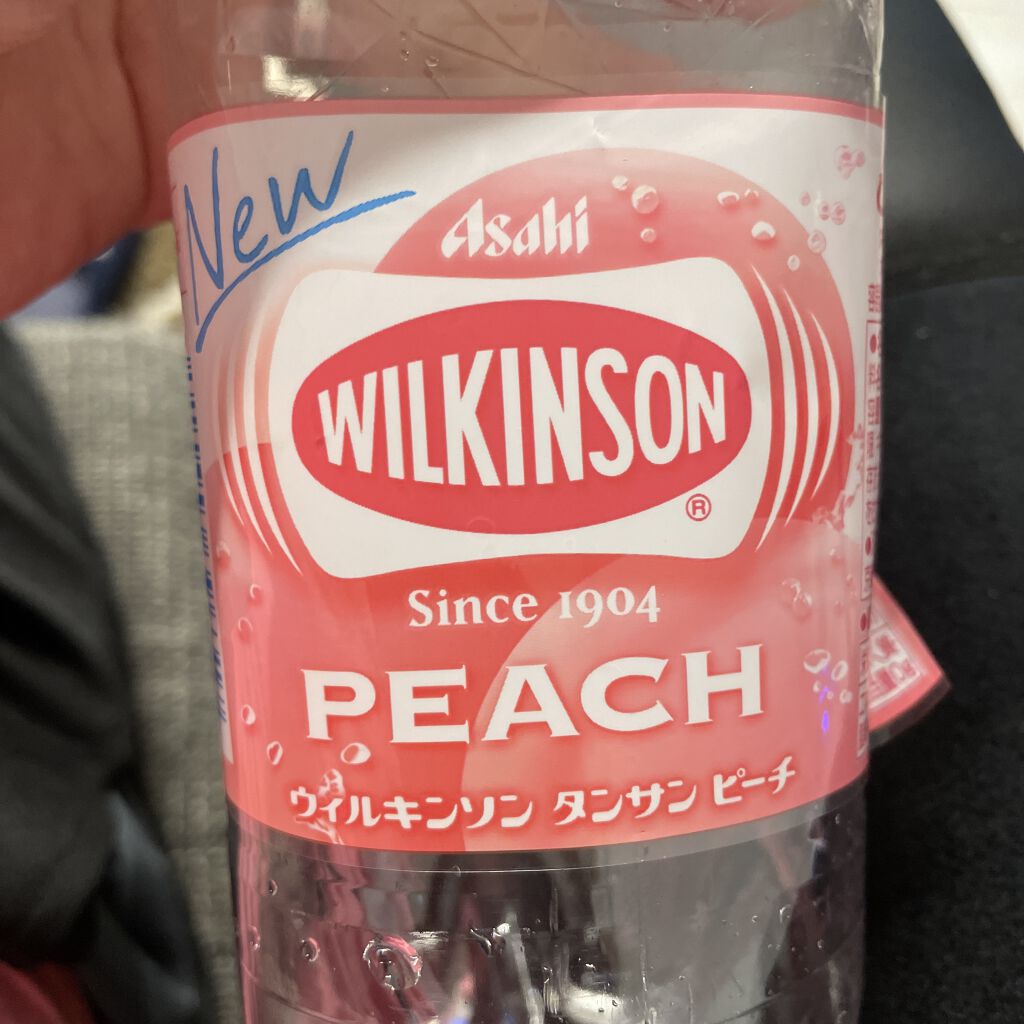 New
Asahi
WILKINSON
®
Since 1904
PEACH
ウィルキンソン タンサン ピーチ